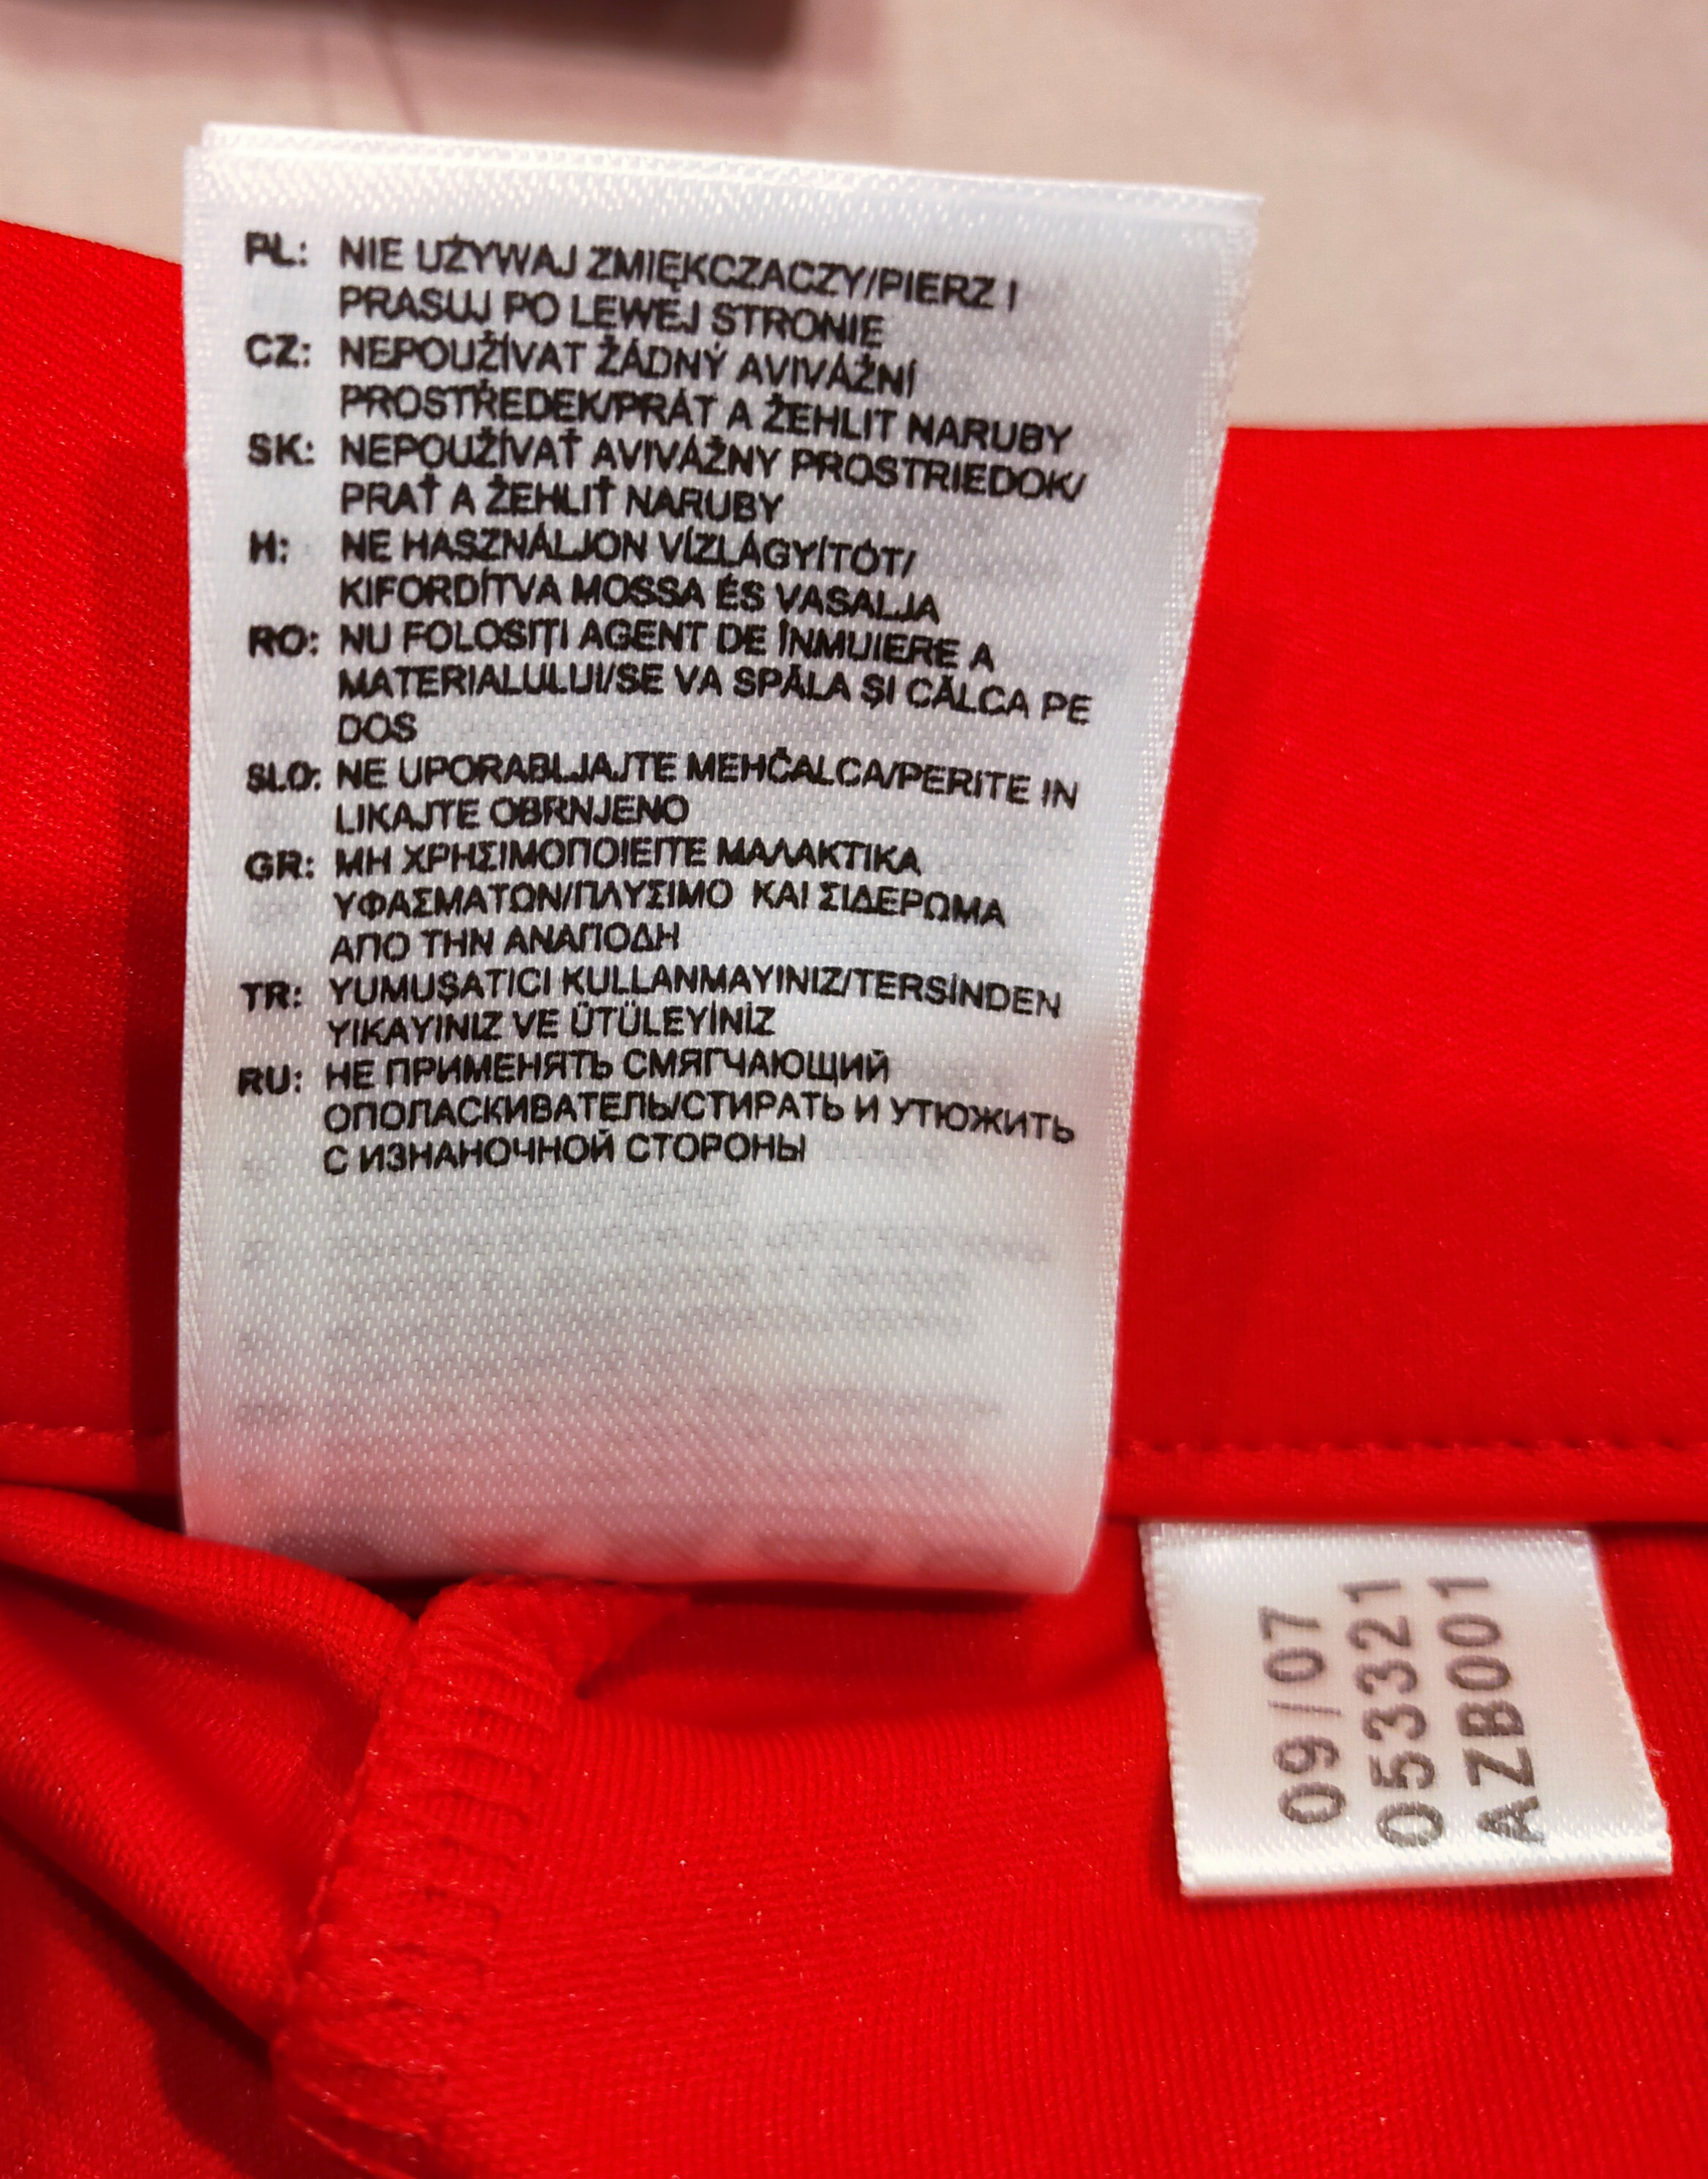 PL: NIE UŻYWAJ ZMIĘKCZACZY/PIERZ I
PRASUJ PO LEWEJ STRONIE
CZ: NEPOUŽÍVAT ŽÁDNÝ AVIVÁŽNÍ
PROSTŘEDEK/PRÁT A ŽEHLIT NARUBY
SK: NEPOUŽÍVAŤ AVIVÁŽNY PROSTRIEDOK/
PRAŤ A ŽEHLIŤ NARUBY
H: NE HASZNÁLJON VÍZLÁGYÍTÓT/
KIFORDÍTVA MOSSA ÉS VASALJA
RO: NU FOLOSIȚI AGENT DE ÎNMUIERE A
MATERIALULUI/SE VA SPĂLA ȘI CĂLCA PE
DOS
SLO: NE UPORABLJAJTE MEHČALCA/PERITE IN
LIKAJTE OBRNJENO
GR: ΜΗ ΧΡΗΣΙΜΟΠΟΙΕΙΤΕ ΜΑΛΑΚΤΙΚΑ
ΥΦΑΣΜΑΤΩΝ/ΠΛΥΣΙΜΟ ΚΑΙ ΣΙΔΕΡΩΜΑ
ΑΠΟ ΤΗΝ ΑΝΑΠΟΔΗ
TR: YUMUŞATICI KULLANMAYINIZ/TERSİNDEN
YIKAYINIZ VE ÜTÜLEYİNİZ
RU: НЕ ПРИМЕНЯТЬ СМЯГЧАЮЩИЙ
ОПОЛАСКИВАТЕЛЬ/СТИРАТЬ И УТЮЖИТЬ
С ИЗНАНОЧНОЙ СТОРОНЫ
09/07
053321
AZB001